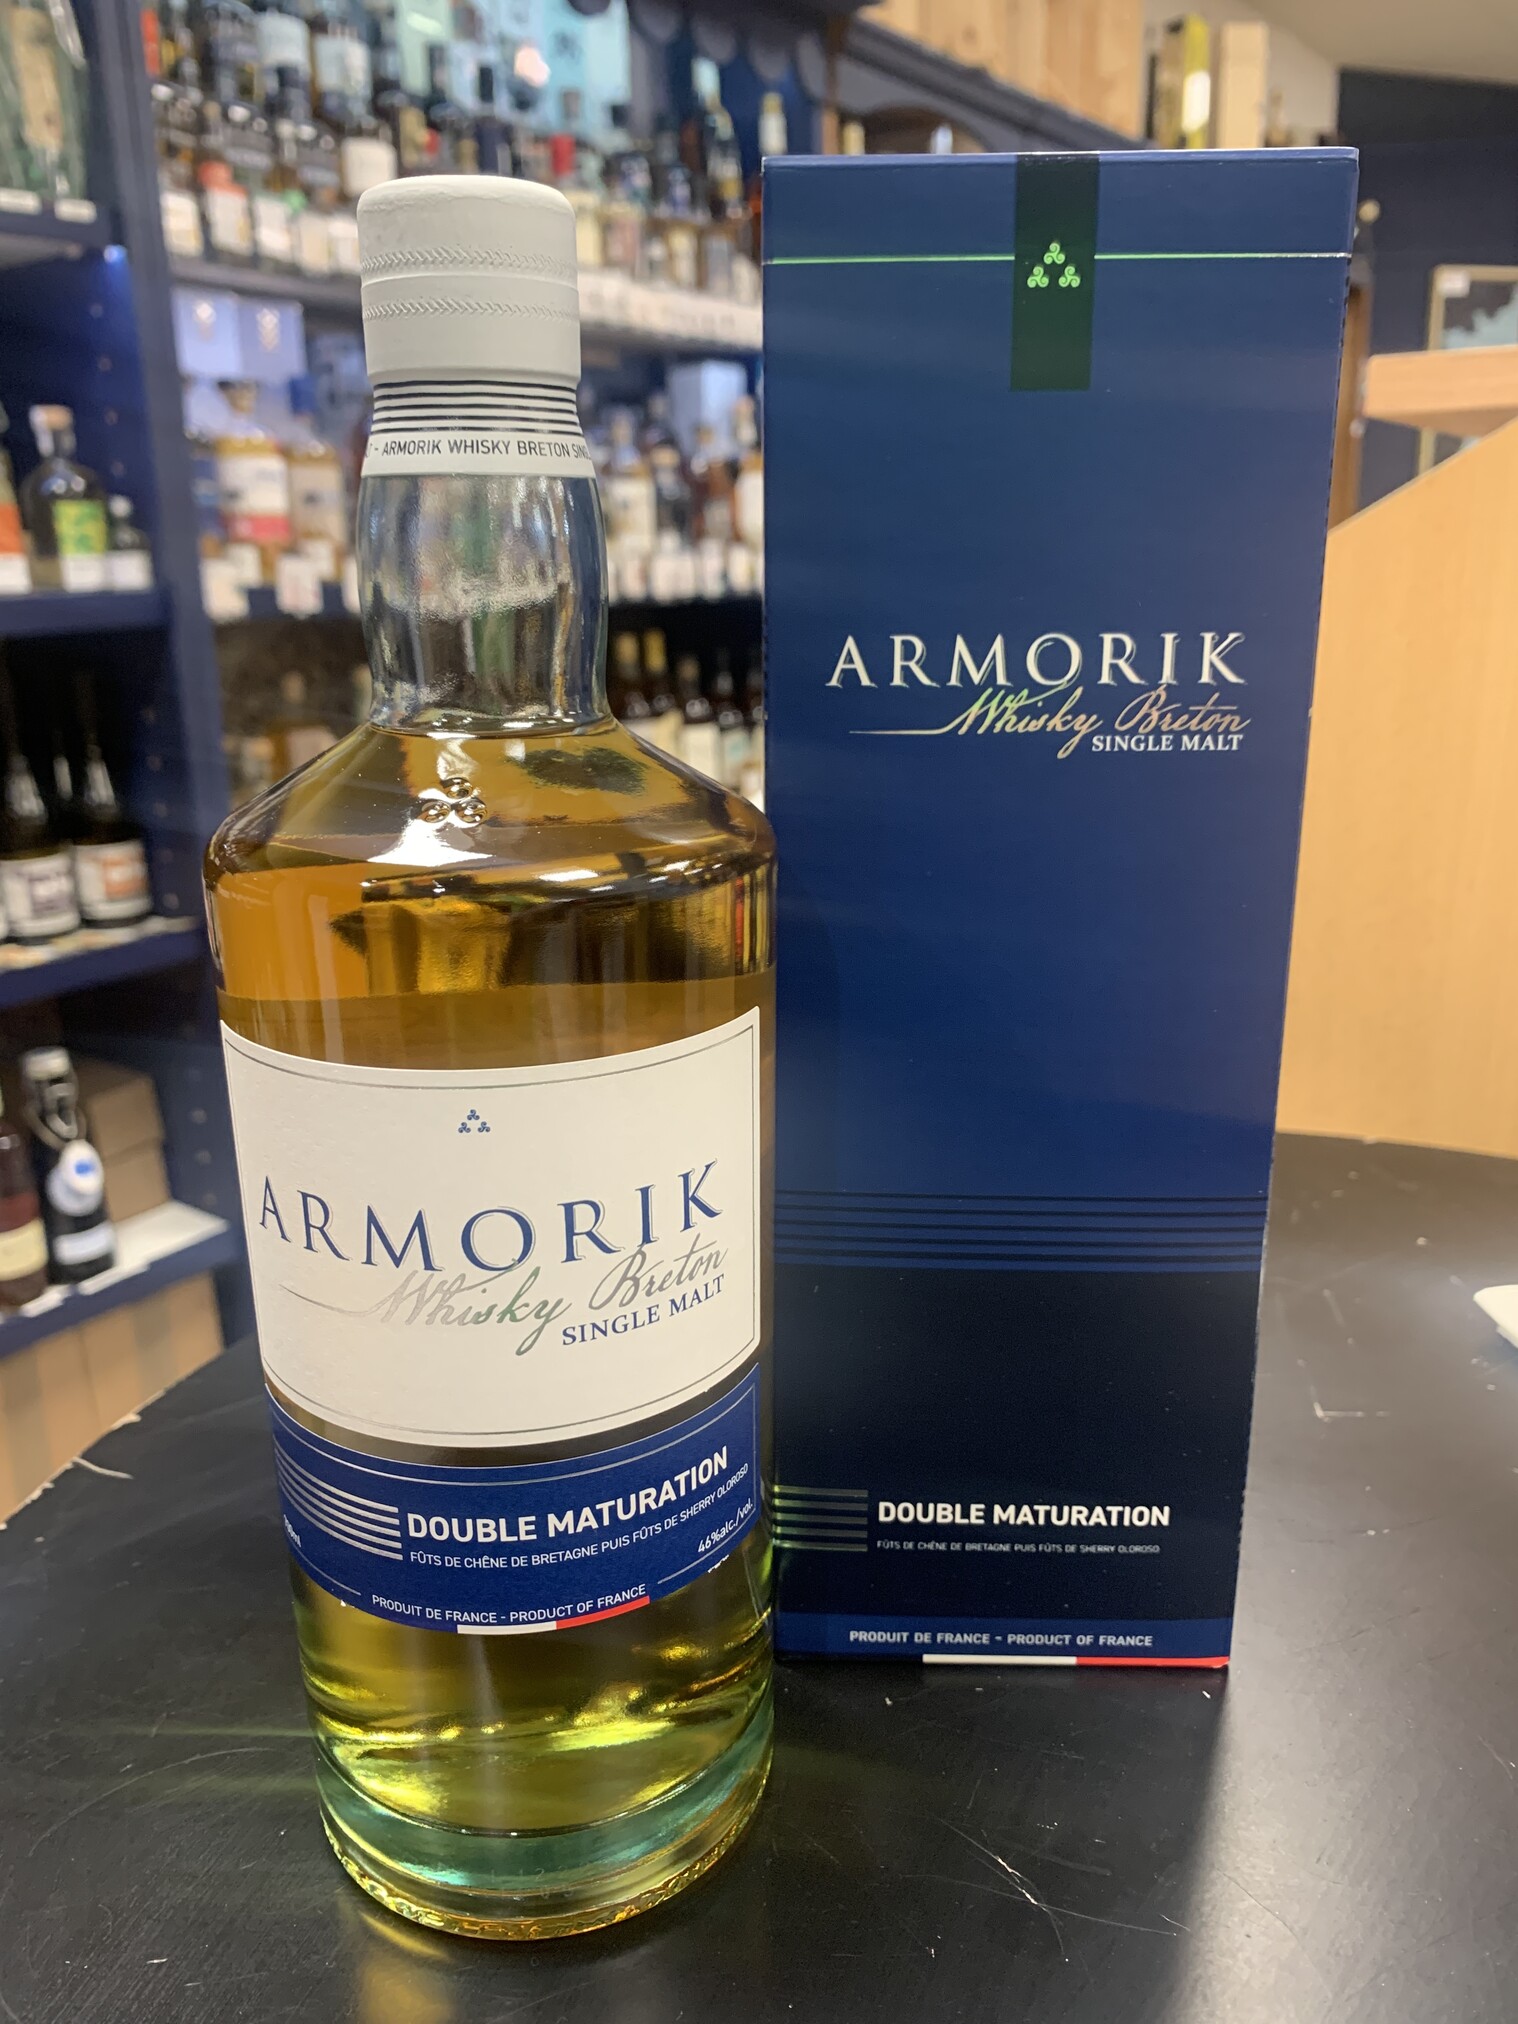 - ARMORIK WHISKY BRETON
ARMORIK
Whisky Breton
SINGLE MALT
DOUBLE MATURATION
FÛTS DE CHÊNE DE BRETAGNE PUIS FÛTS DE SHERRY OLOROSO
46%alc./vol.
PRODUIT DE FRANCE - PRODUCT OF FRANCE
ARMORIK
Whisky Breton
SINGLE MALT
DOUBLE MATURATION
FÛTS DE CHÊNE DE BRETAGNE PUIS FÛTS DE SHERRY OLOROSO
PRODUIT DE FRANCE - PRODUCT OF FRANCE